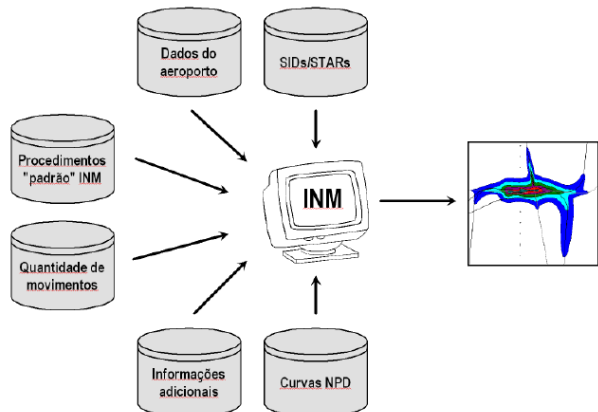 Dados do
aeroporto
SIDs/STARs
Procedimentos
"padrão" INM
INM
Quantidade de
movimentos
Informações
adicionais
Curvas NPD